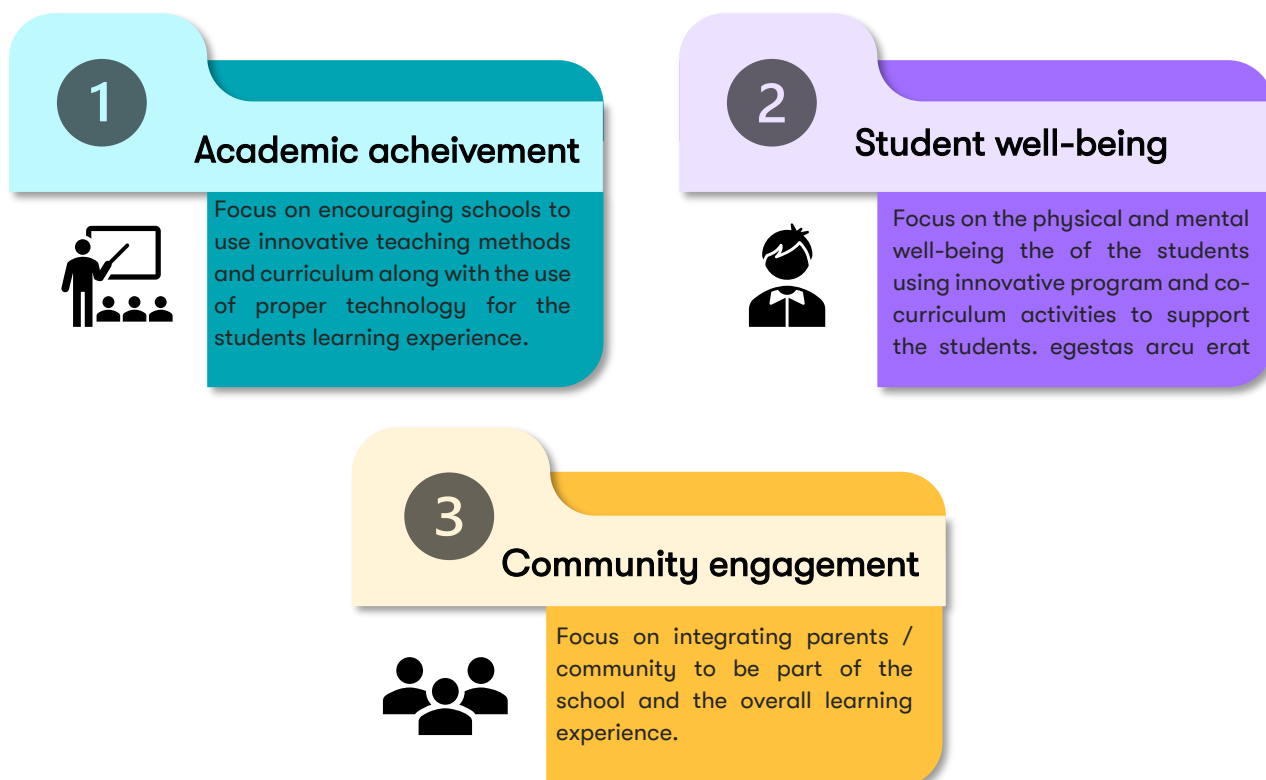 1
Academic acheivement
Focus on encouraging schools to
use innovative teaching methods
and curriculum along with the use
of proper technology for the
students learning experience.
2
Student well-being
Focus on the physical and mental
well-being the of the students
using innovative program and co-
curriculum activities to support
the students. egestas arcu erat
3
Community engagement
Focus on integrating parents /
community to be part of the
school and the overall learning
experience.